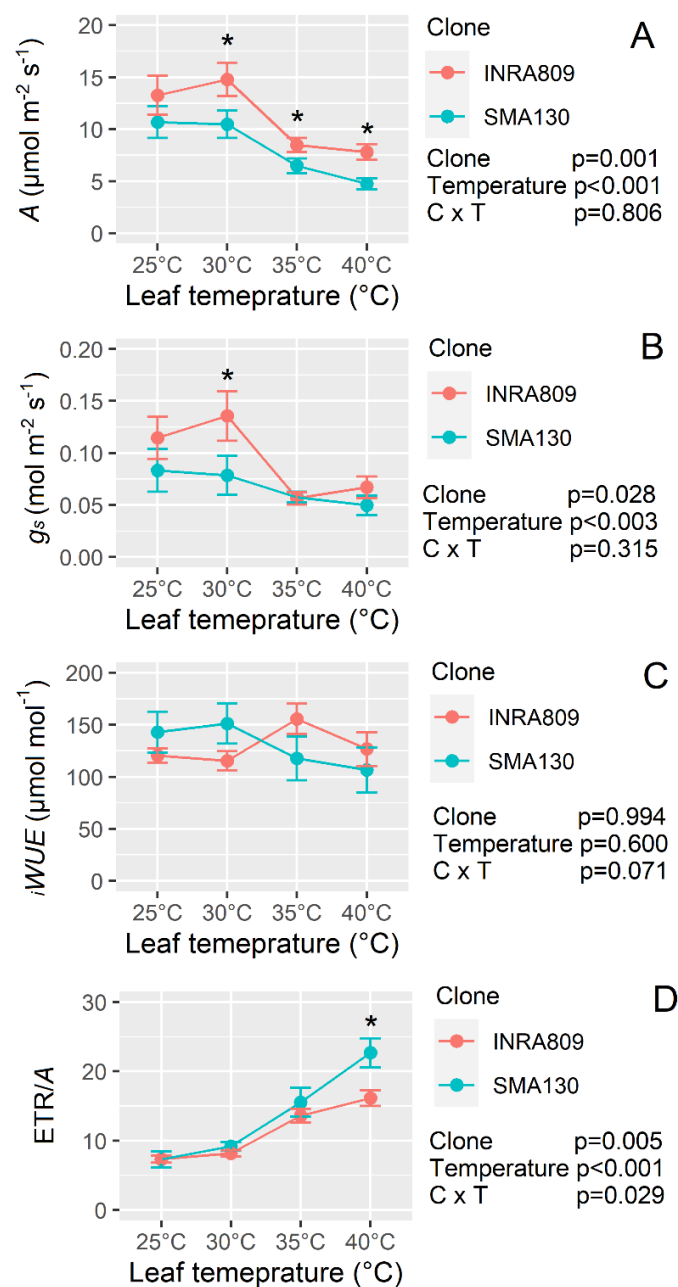 A
Clone
INRA809
SMA130
Clone p=0.001
Temperature p<0.001
C x T p=0.806
A (µmol m⁻² s⁻¹)
20
15
10
5
0
*
*
*
25°C 30°C 35°C 40°C
Leaf temeprature (°C)
B
Clone
INRA809
SMA130
Clone p=0.028
Temperature p<0.003
C x T p=0.315
gs (mol m⁻² s⁻¹)
0.20
0.15
0.10
0.05
0.00
*
25°C 30°C 35°C 40°C
Leaf temeprature (°C)
C
Clone
INRA809
SMA130
Clone p=0.994
Temperature p=0.600
C x T p=0.071
iWUE (µmol mol⁻¹)
200
150
100
50
0
25°C 30°C 35°C 40°C
Leaf temeprature (°C)
D
Clone
INRA809
SMA130
Clone p=0.005
Temperature p<0.001
C x T p=0.029
ETR/A
30
20
10
0
*
25°C 30°C 35°C 40°C
Leaf temeprature (°C)